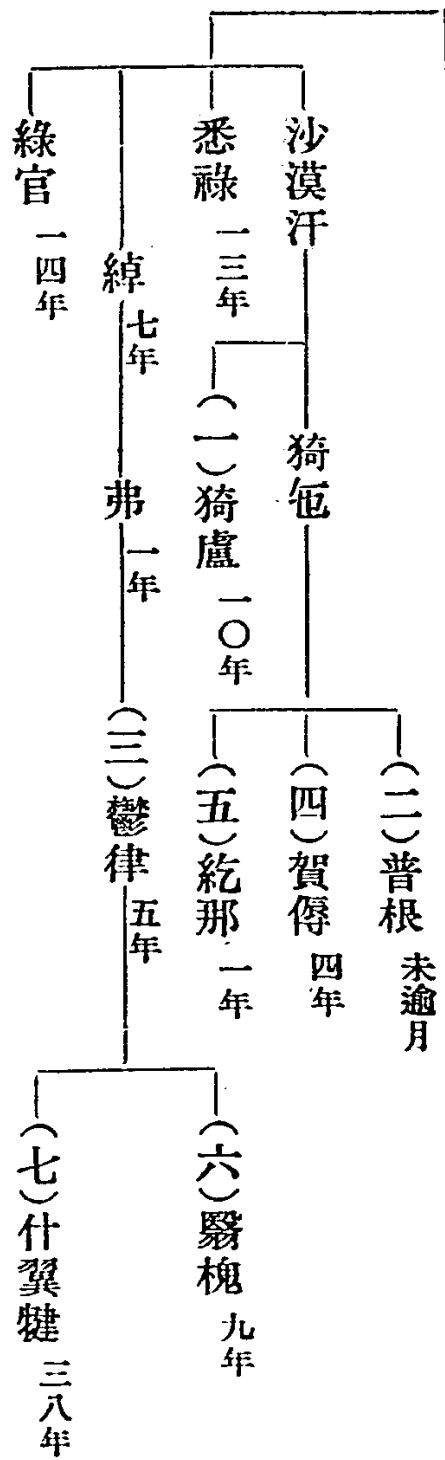 沙漠汗
悉祿 一三年
綽 七年
綠官 一四年
猗㐌
（一）猗盧 一〇年
弗 一年
（二）普根 未逾月
（四）賀傉 四年
（五）紇那 一年
（三）鬱律 五年
（六）翳槐 九年
（七）什翼犍 三八年